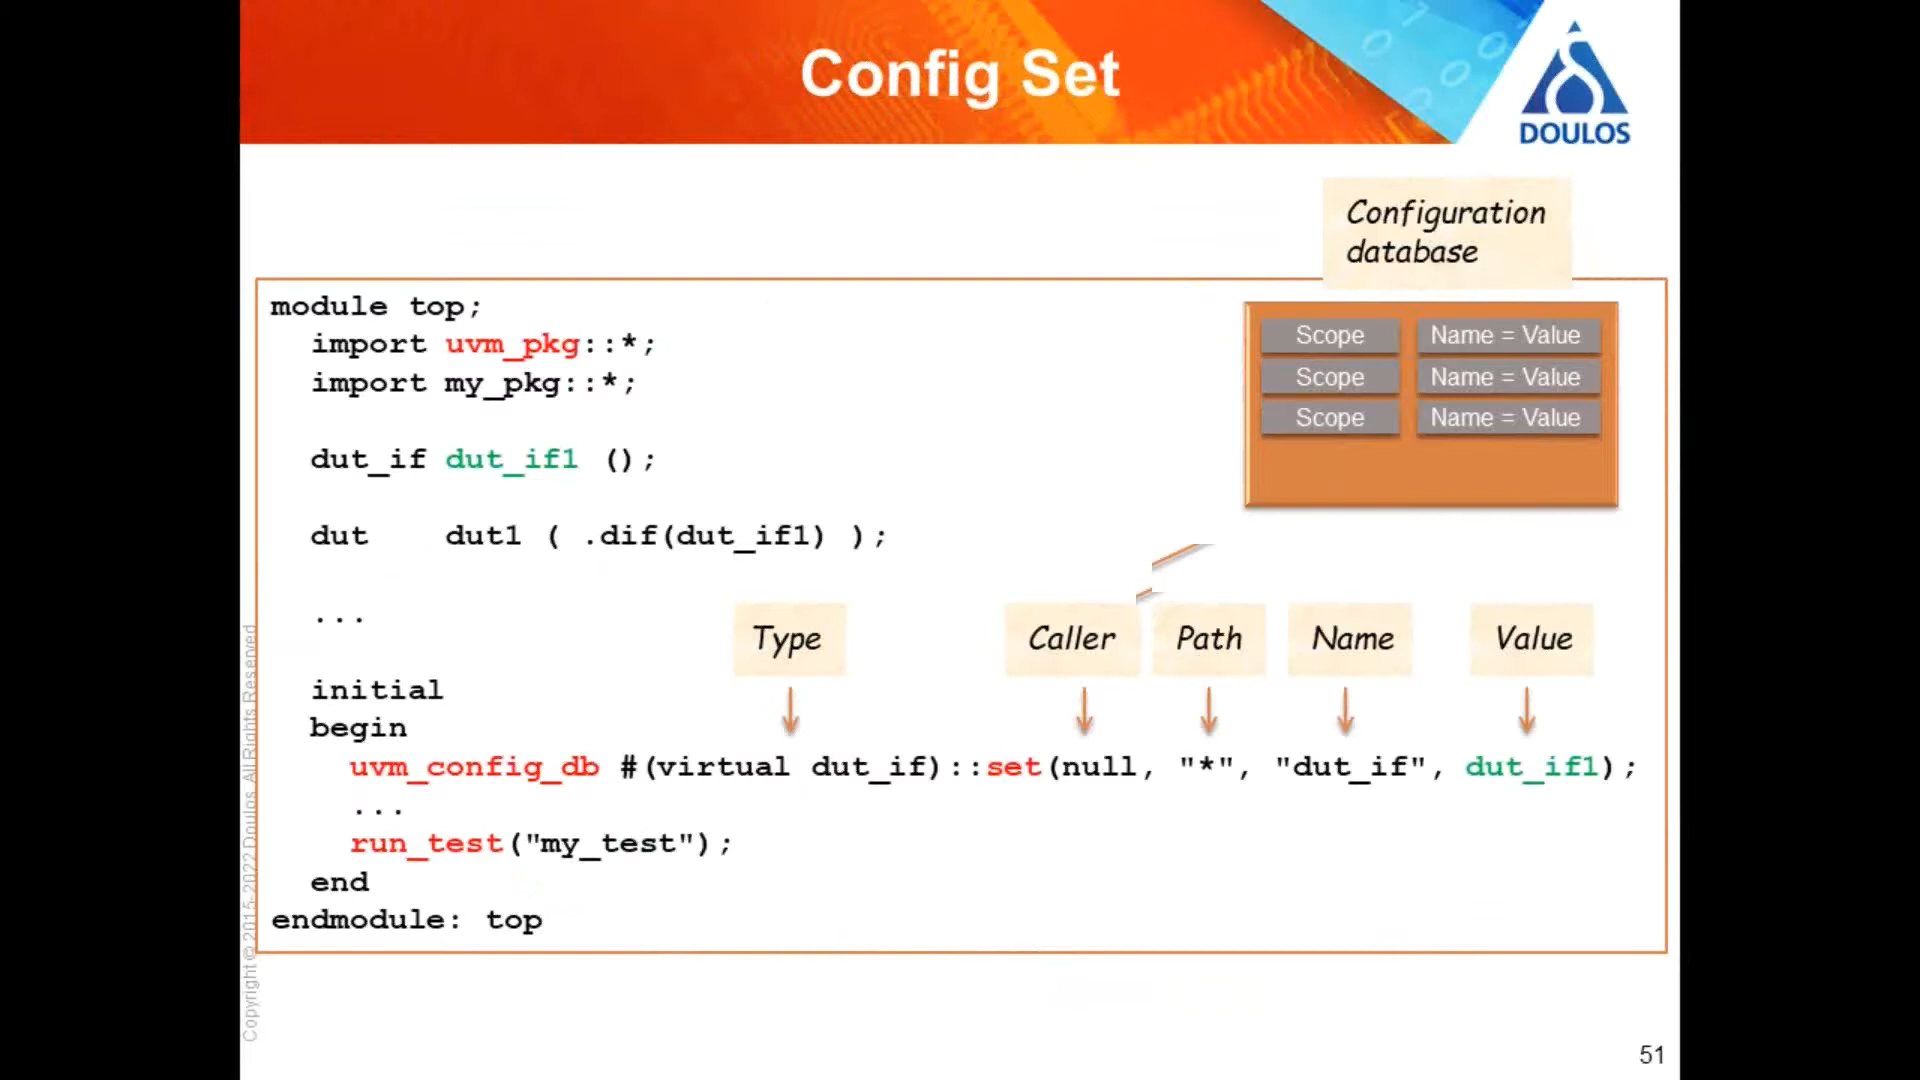 Config Set
DOULOS
Configuration
database
module top;
import uvm_pkg::*;
import my_pkg::*;
Scope Name = Value
Scope Name = Value
Scope Name = Value
dut_if dut_if1 ();
dut dut1 ( .dif(dut_if1) );
...
Type Caller Path Name Value
initial
begin
uvm_config_db #(virtual dut_if)::set(null, "*", "dut_if", dut_if1);
...
run_test("my_test");
end
endmodule: top
Copyright © 2015-2022 Doulos. All Rights Reserved
51